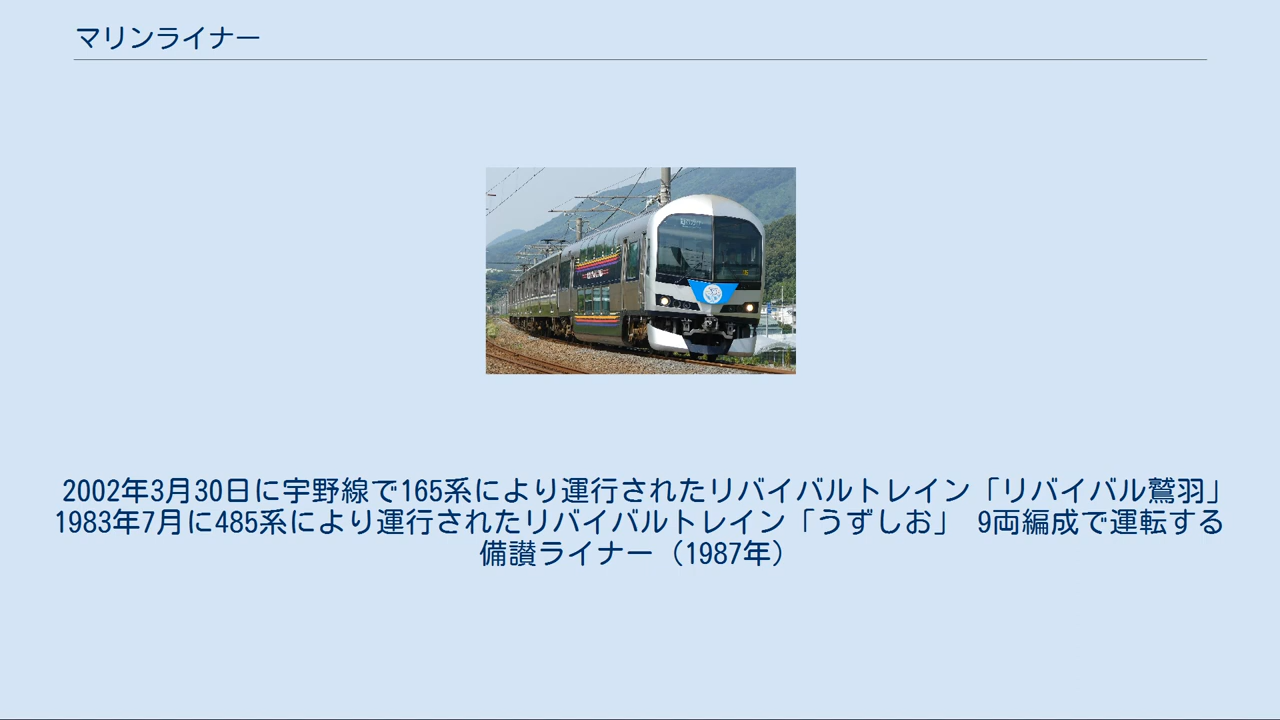 マリンライナー
2002年3月30日に宇野線で165系により運行されたリバイバルトレイン「リバイバル鷲羽」
1983年7月に485系により運行されたリバイバルトレイン「うずしお」 9両編成で運転する
備讃ライナー（1987年）